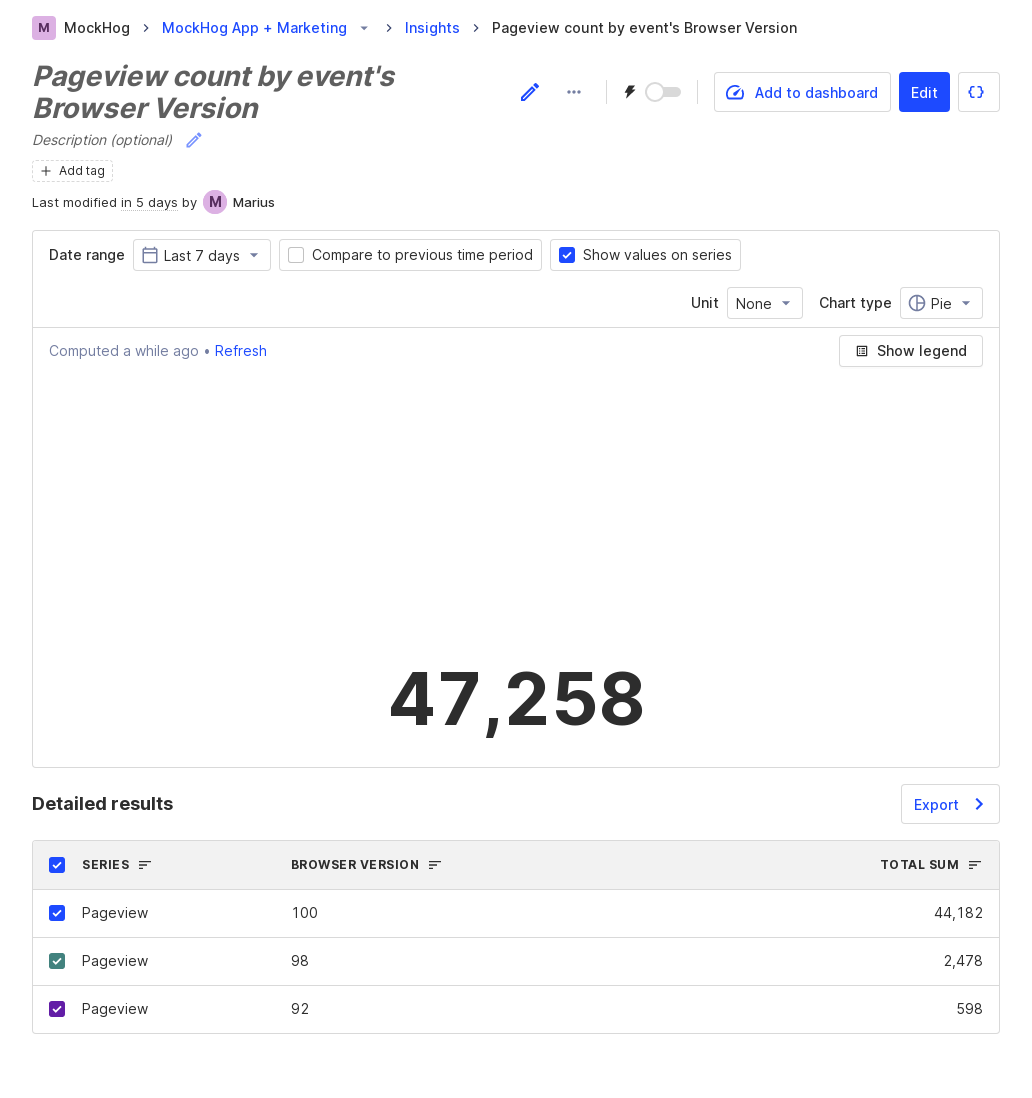 M MockHog MockHog App + Marketing Insights Pageview count by event's Browser Version
Pageview count by event's
Browser Version
Add to dashboard Edit
Description (optional)
Add tag
Last modified in 5 days by M Marius
Date range Last 7 days Compare to previous time period Show values on series
Unit None Chart type Pie
Computed a while ago • Refresh Show legend
47,258
Detailed results Export
SERIES BROWSER VERSION TOTAL SUM
Pageview 100 44,182
Pageview 98 2,478
Pageview 92 598